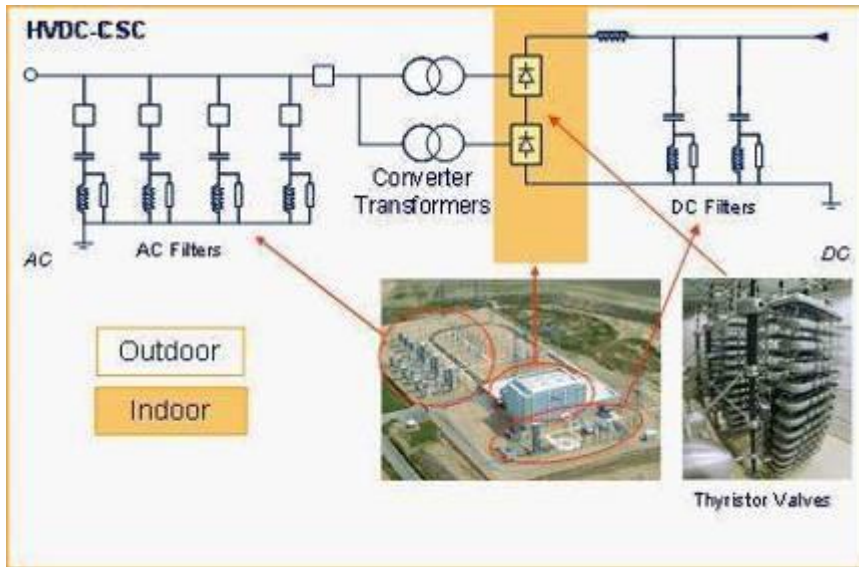 HVDC-CSC
Converter
Transformers
AC Filters
DC Filters
AC
DC
Outdoor
Indoor
Thyristor Valves